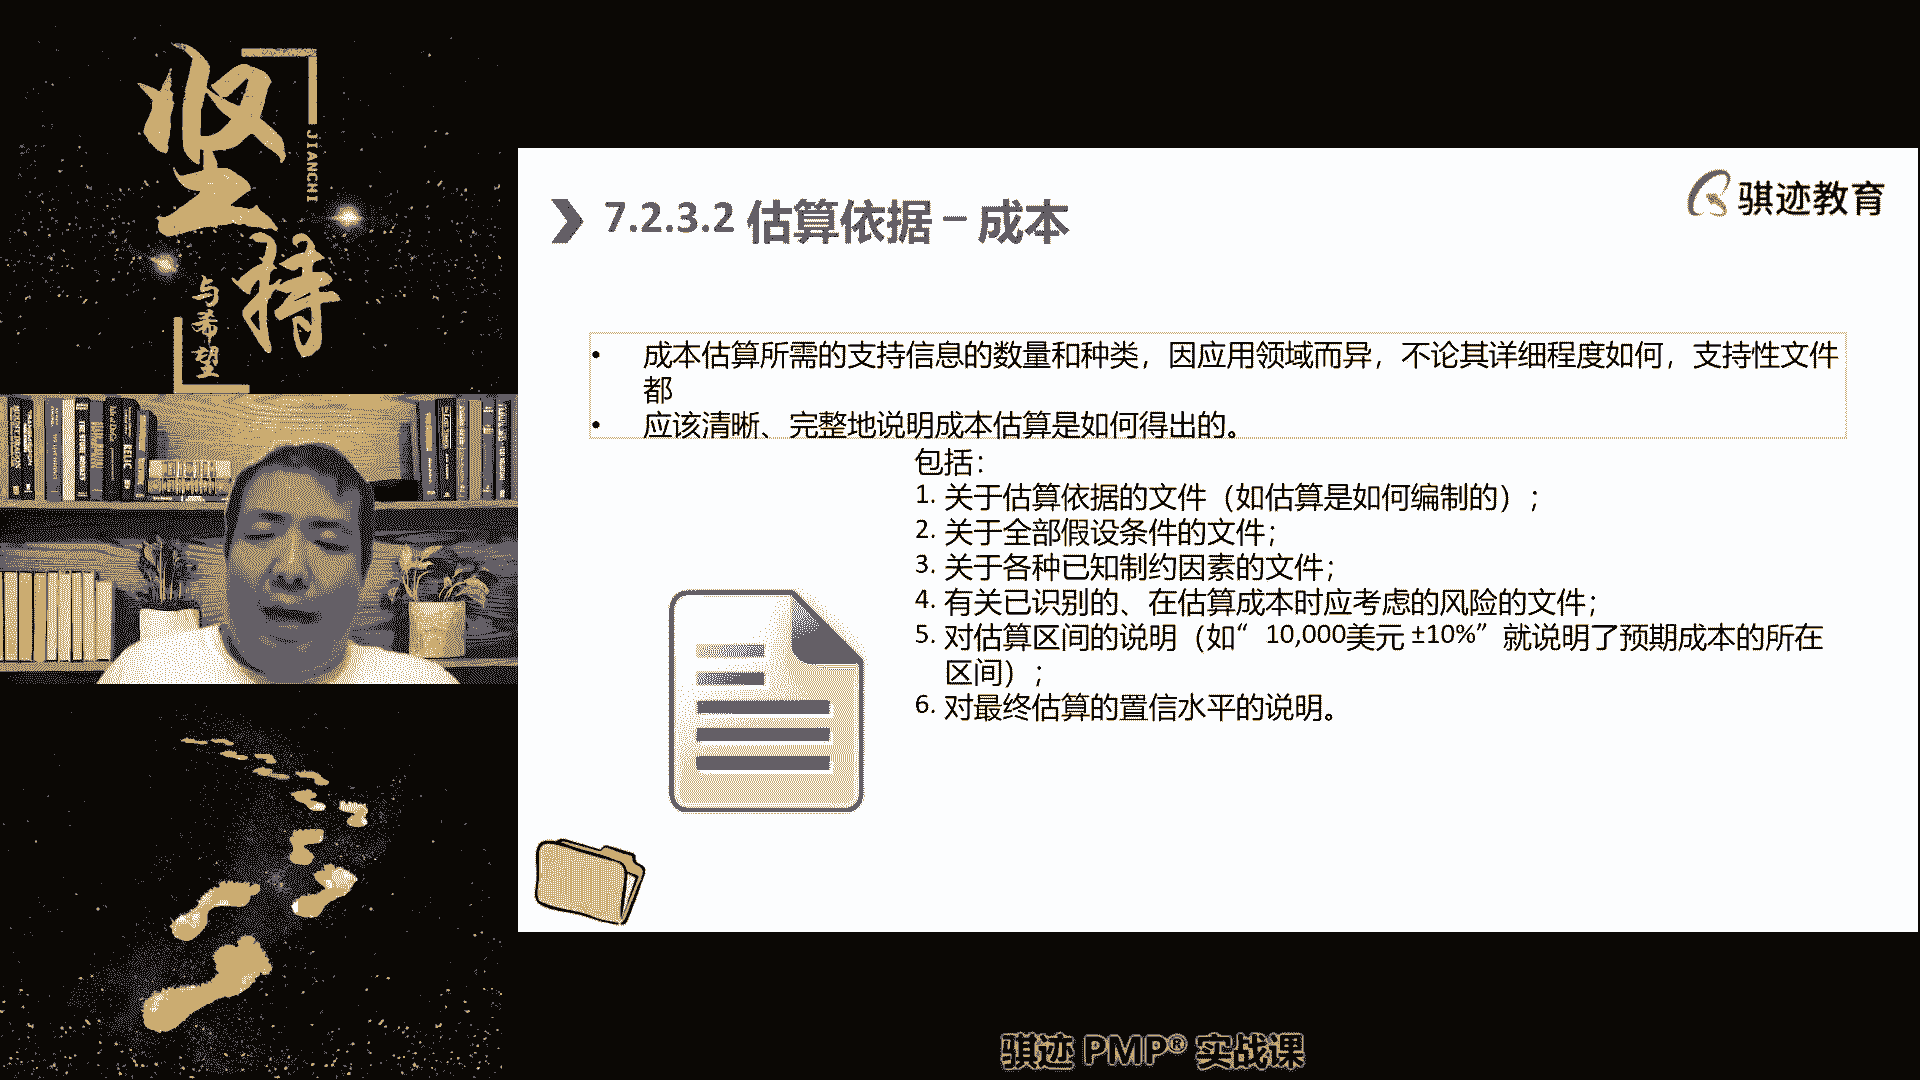 坚持
JIANCHI
与希望
骐迹教育
7.2.3.2 估算依据 – 成本
• 成本估算所需的支持信息的数量和种类，因应用领域而异，不论其详细程度如何，支持性文件
都
• 应该清晰、完整地说明成本估算是如何得出的。
包括：
1. 关于估算依据的文件（如估算是如何编制的）；
2. 关于全部假设条件的文件；
3. 关于各种已知制约因素的文件；
4. 有关已识别的、在估算成本时应考虑的风险的文件；
5. 对估算区间的说明（如“ 10,000美元 ±10%”就说明了预期成本的所在
区间）；
6. 对最终估算的置信水平的说明。
骐迹 PMP® 实战课